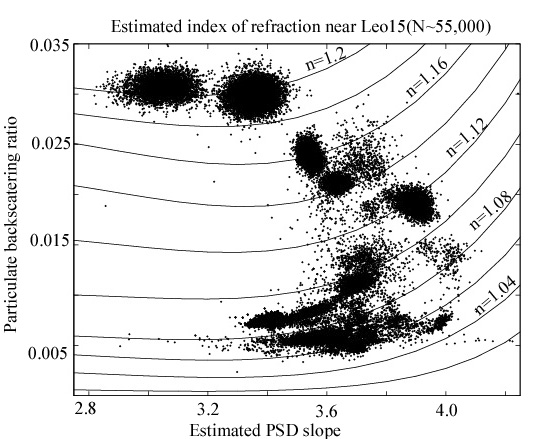 Estimated index of refraction near Leo15(N~55,000)
0.035
0.025
0.015
0.005
Particulate backscatering ratio
n=1.2
n=1.16
n=1.12
n=1.08
n=1.04
2.8 3.2 3.6 4.0
Estimated PSD slope